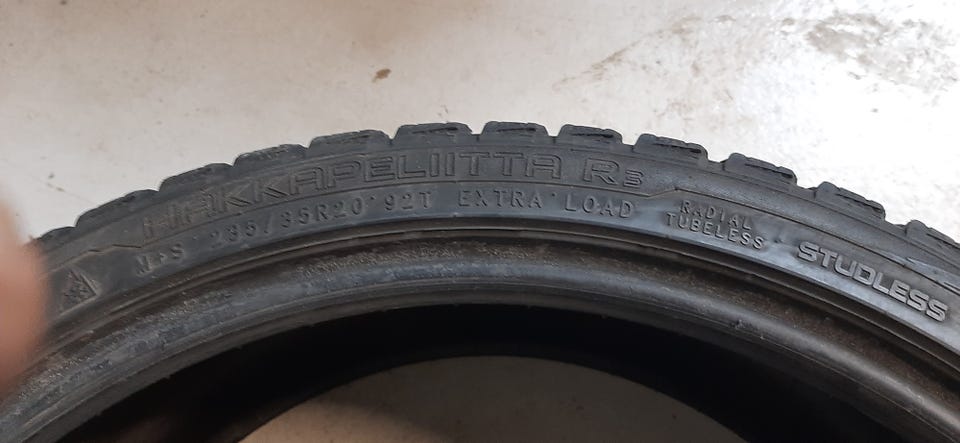 HAKKAPELIITTA R3
M+S 235/35R20 92T EXTRA LOAD
RADIAL
TUBELESS
STUDLESS